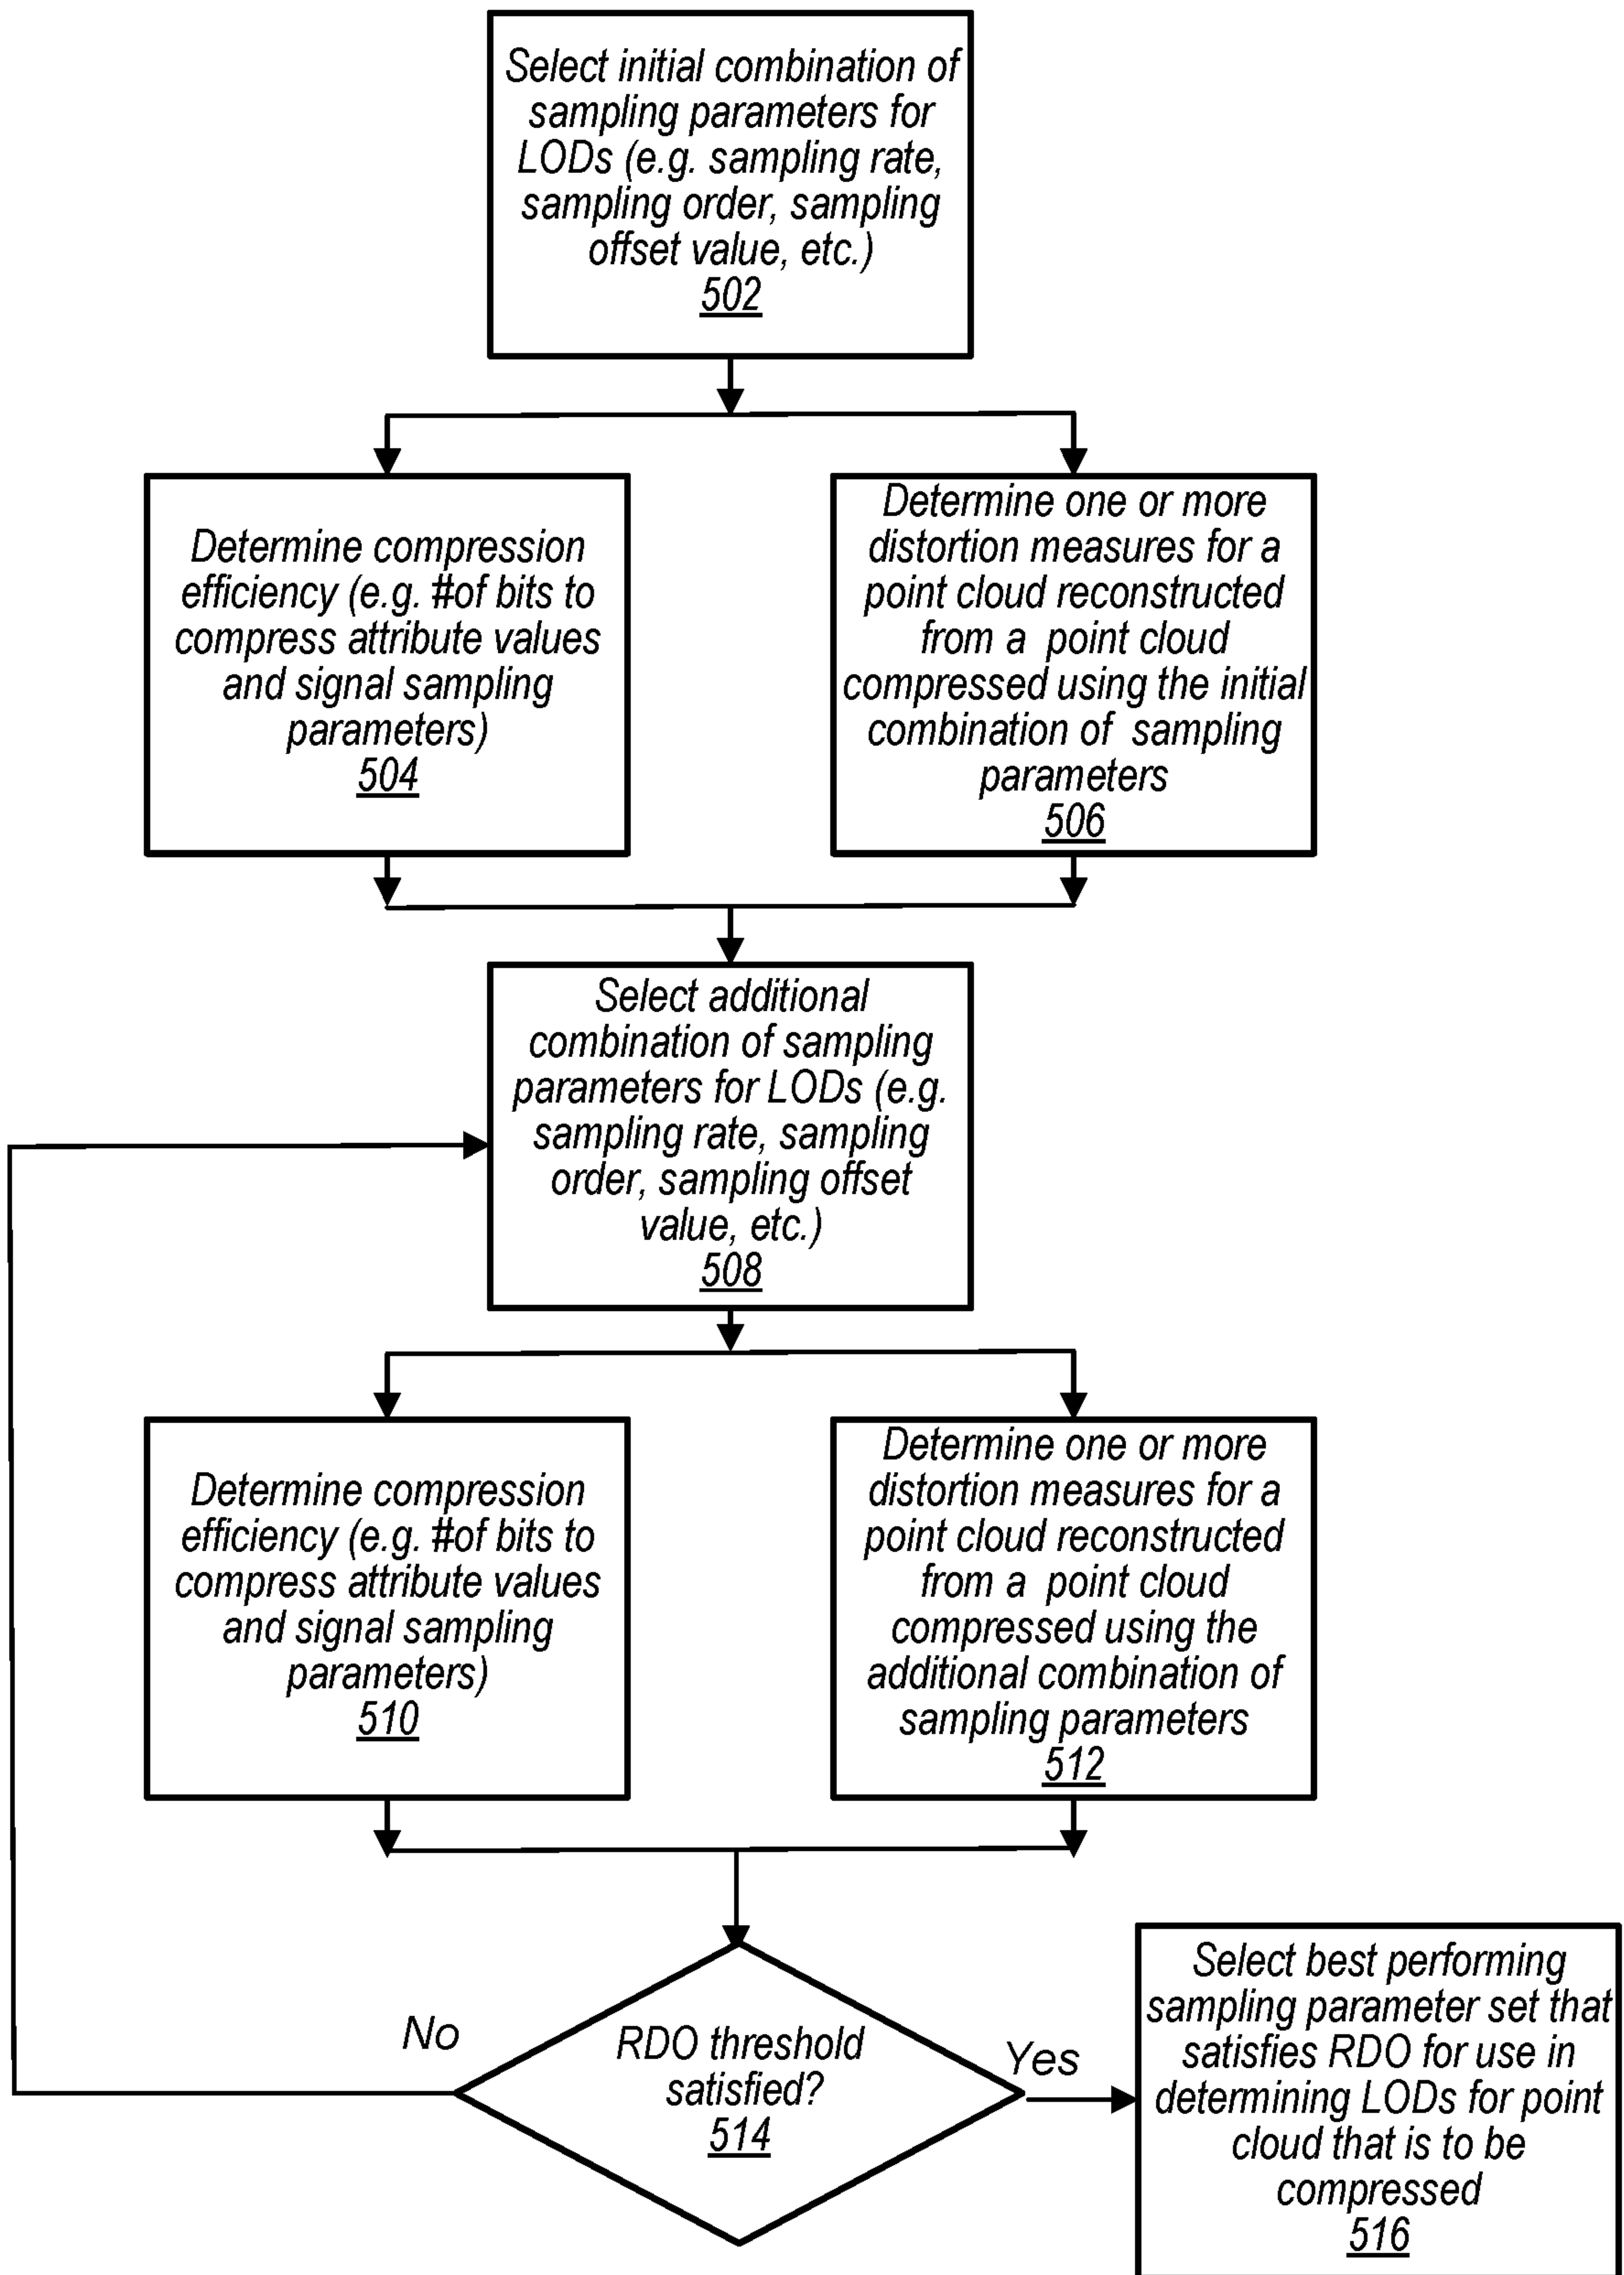 Select initial combination of
sampling parameters for
LODs (e.g. sampling rate,
sampling order, sampling
offset value, etc.)
502
Determine compression
efficiency (e.g. #of bits to
compress attribute values
and signal sampling
parameters)
504
Determine one or more
distortion measures for a
point cloud reconstructed
from a point cloud
compressed using the initial
combination of sampling
parameters
506
Select additional
combination of sampling
parameters for LODs (e.g.
sampling rate, sampling
order, sampling offset
value, etc.)
508
Determine compression
efficiency (e.g. #of bits to
compress attribute values
and signal sampling
parameters)
510
Determine one or more
distortion measures for a
point cloud reconstructed
from a point cloud
compressed using the
additional combination of
sampling parameters
512
No
RDO threshold
satisfied?
514
Yes
Select best performing
sampling parameter set that
satisfies RDO for use in
determining LODs for point
cloud that is to be
compressed
516